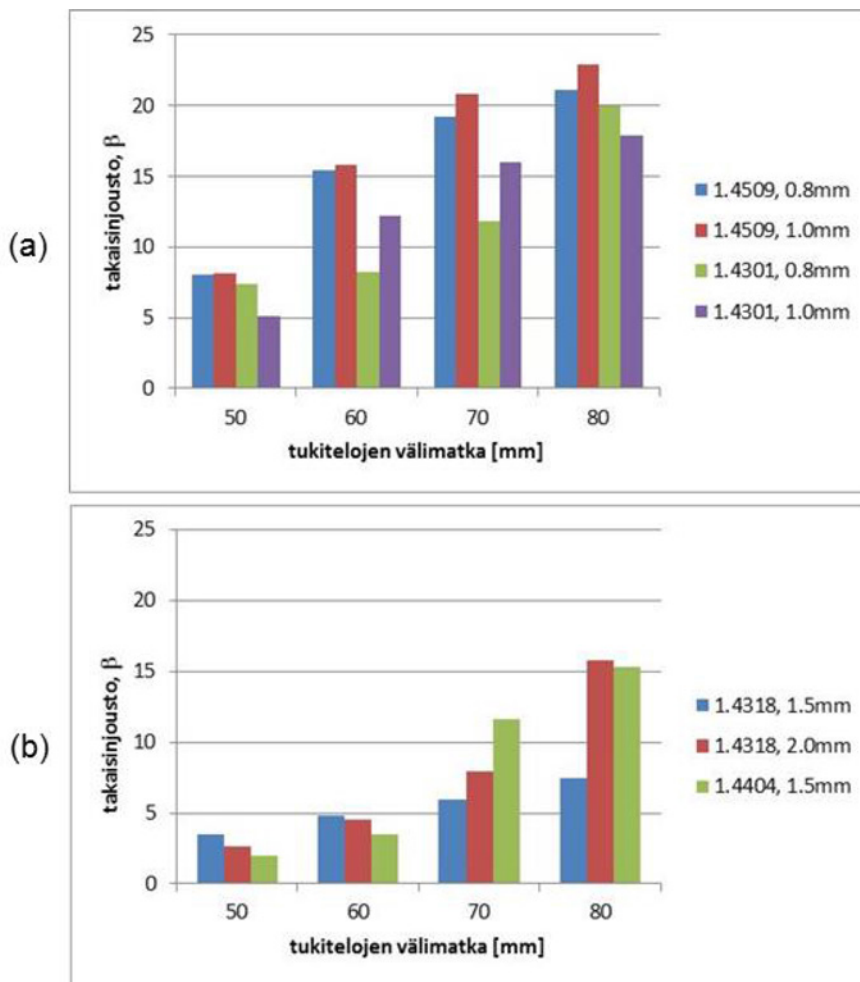 (a)
takaisinjousto, β
25
20
15
10
5
0
50 60 70 80
tukitelojen välimatka [mm]
1.4509, 0.8mm
1.4509, 1.0mm
1.4301, 0.8mm
1.4301, 1.0mm
(b)
takaisinjousto, β
25
20
15
10
5
0
50 60 70 80
tukitelojen välimatka [mm]
1.4318, 1.5mm
1.4318, 2.0mm
1.4404, 1.5mm